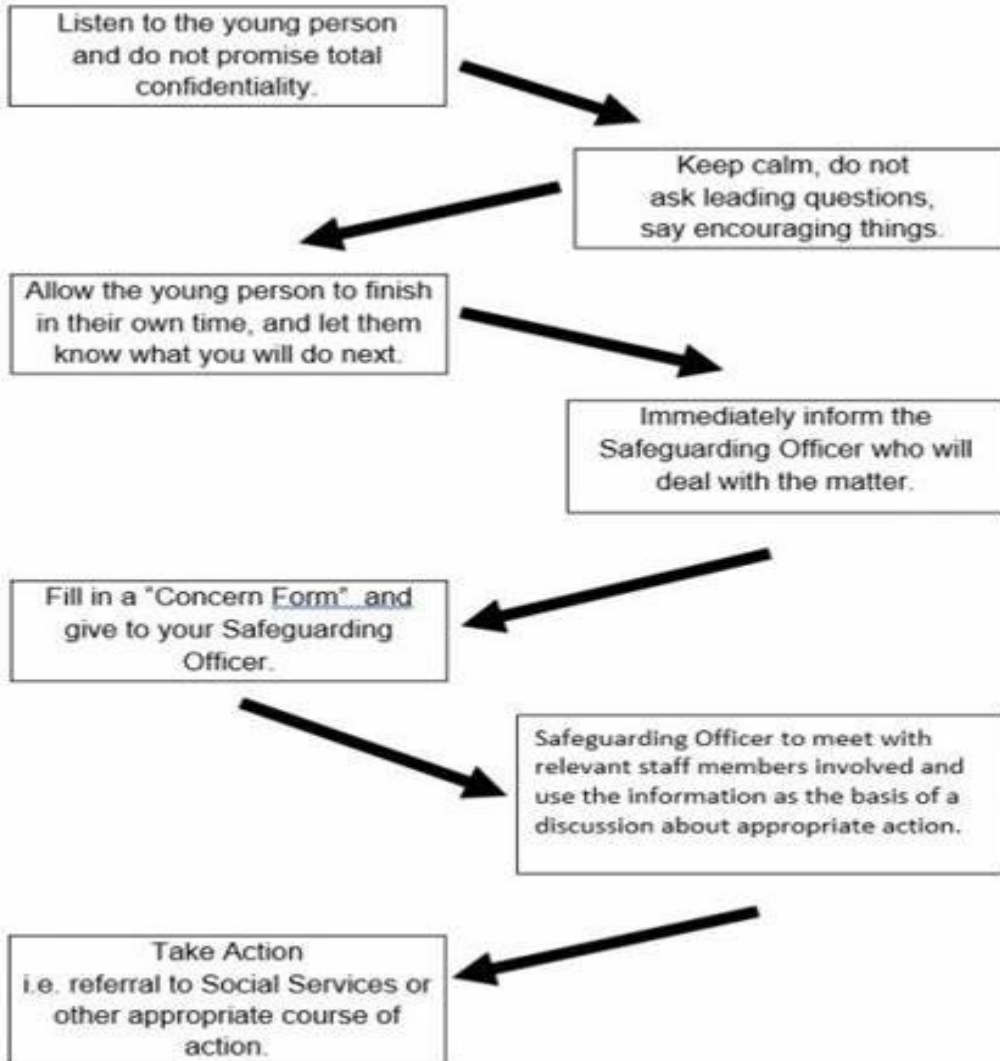 Listen to the young person
and do not promise total
confidentiality.
Keep calm, do not
ask leading questions,
say encouraging things.
Allow the young person to finish
in their own time, and let them
know what you will do next.
Immediately inform the
Safeguarding Officer who will
deal with the matter.
Fill in a "Concern Form" and
give to your Safeguarding
Officer.
Safeguarding Officer to meet with
relevant staff members involved and
use the information as the basis of a
discussion about appropriate action.
Take Action
i.e. referral to Social Services or
other appropriate course of
action.